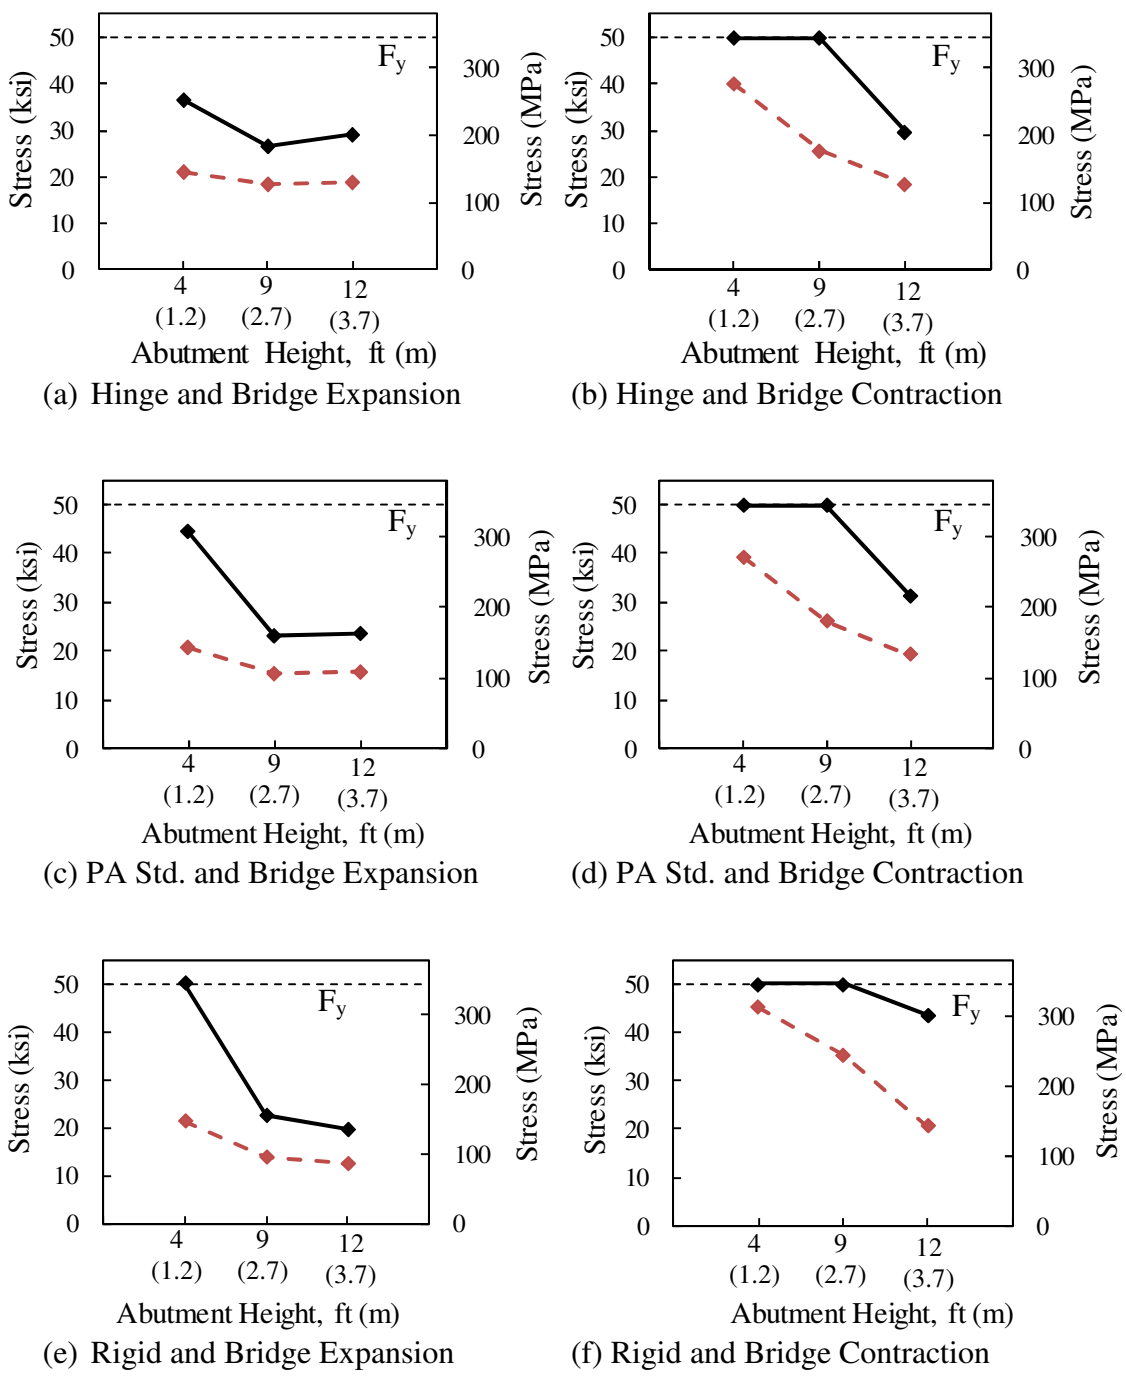 50
40
30
20
10
0
Stress (ksi)
F_y
300
200
100
0
Stress (MPa)
4 9 12
(1.2) (2.7) (3.7)
Abutment Height, ft (m)
(a) Hinge and Bridge Expansion
50
40
30
20
10
0
Stress (ksi)
F_y
300
200
100
0
Stress (MPa)
4 9 12
(1.2) (2.7) (3.7)
Abutment Height, ft (m)
(b) Hinge and Bridge Contraction
50
40
30
20
10
0
Stress (ksi)
F_y
300
200
100
0
Stress (MPa)
4 9 12
(1.2) (2.7) (3.7)
Abutment Height, ft (m)
(c) PA Std. and Bridge Expansion
50
40
30
20
10
0
Stress (ksi)
F_y
300
200
100
0
Stress (MPa)
4 9 12
(1.2) (2.7) (3.7)
Abutment Height, ft (m)
(d) PA Std. and Bridge Contraction
50
40
30
20
10
0
Stress (ksi)
F_y
300
200
100
0
Stress (MPa)
4 9 12
(1.2) (2.7) (3.7)
Abutment Height, ft (m)
(e) Rigid and Bridge Expansion
50
40
30
20
10
0
Stress (ksi)
F_y
300
200
100
0
Stress (MPa)
4 9 12
(1.2) (2.7) (3.7)
Abutment Height, ft (m)
(f) Rigid and Bridge Contraction